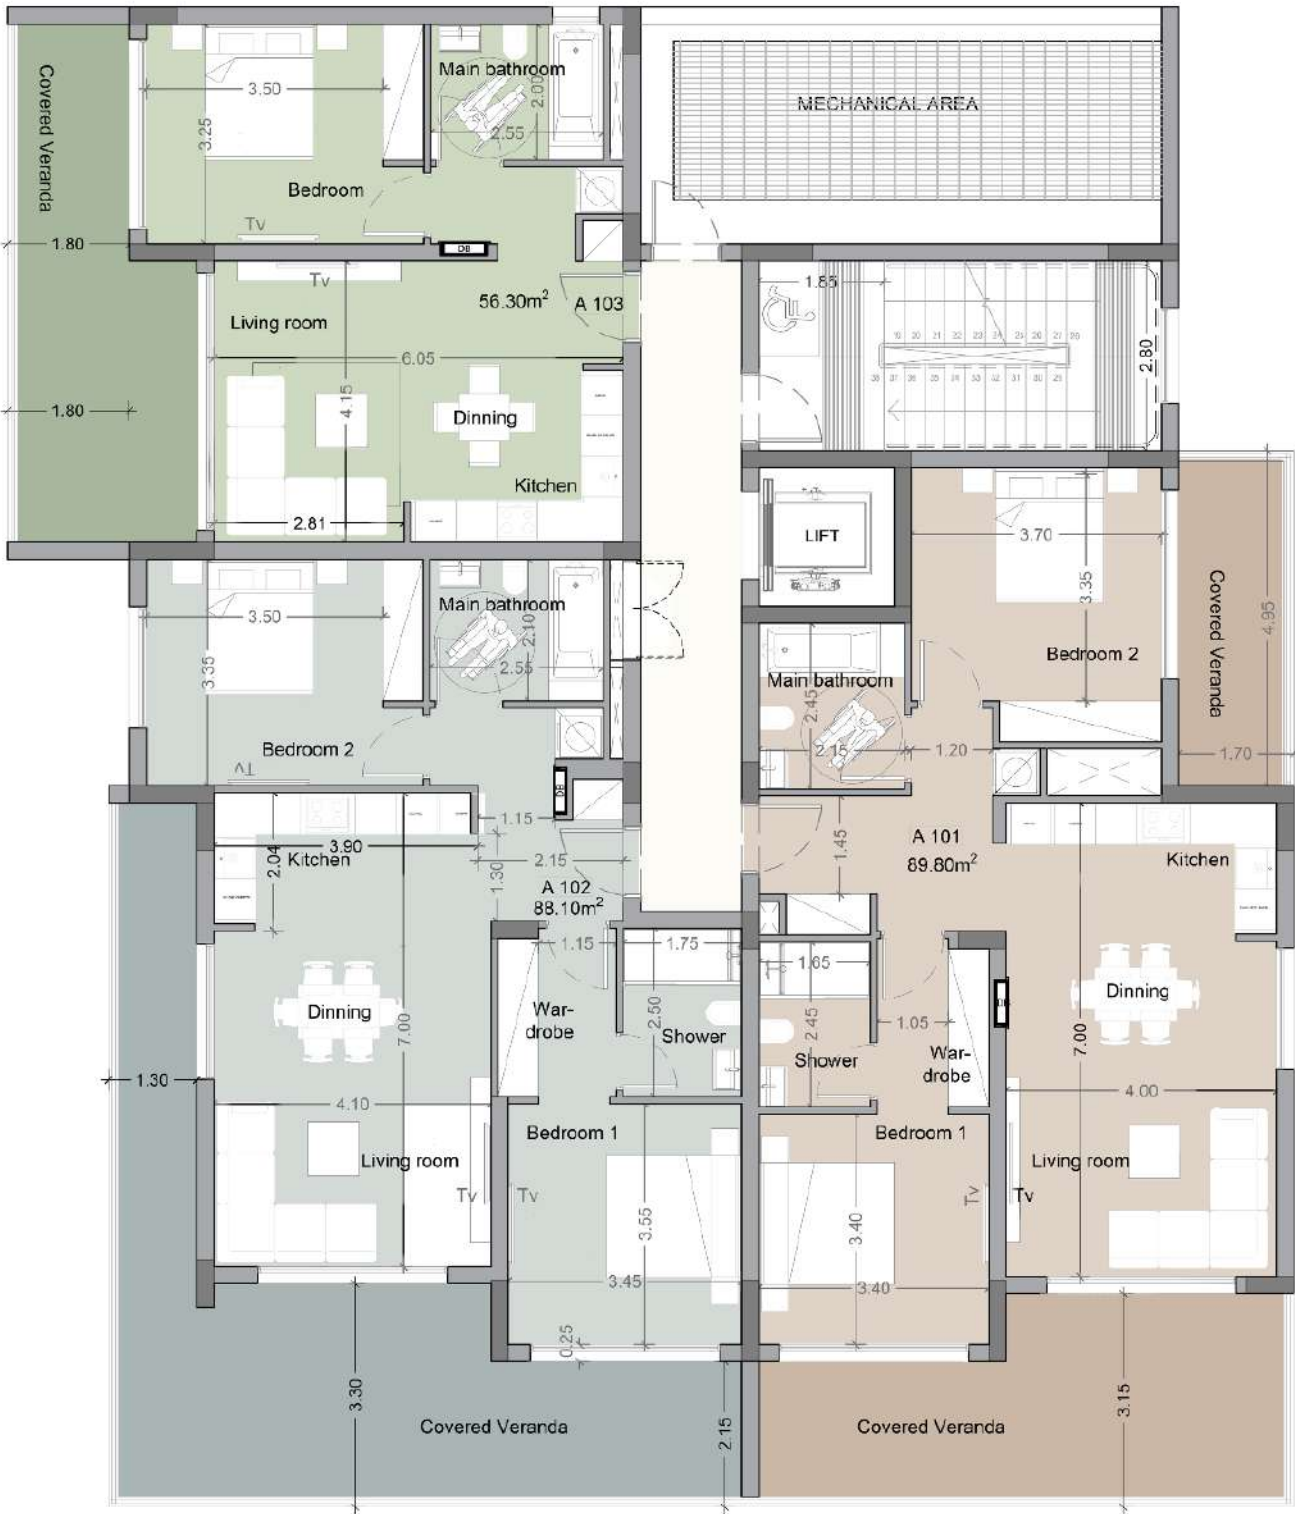 Covered Veranda
3.50
3.25
Bedroom
Tv
Main bathroom
2.00
2.55
MECHANICAL AREA
1.80
DB
Tv
56.30m²
A 103
Living room
6.05
4.15
1.80
Dinning
Kitchen
2.81
1.85
2.80
LIFT
3.50
3.35
Bedroom 2
Tv
Main bathroom
2.10
2.55
3.70
3.35
Bedroom 2
Covered Veranda
4.95
1.70
Main bathroom
2.45
2.15
1.20
DB
1.15
3.90
2.04
Kitchen
2.15
1.30
A 102
88.10m²
1.45
A 101
89.80m²
Kitchen
1.15
1.75
War-
drobe
2.50
Shower
Dinning
7.00
1.30
4.10
Living room
Tv
1.65
2.45
Shower
1.05
War-
drobe
Dinning
7.00
4.00
Living room
Tv
Bedroom 1
Tv
3.55
3.45
0.25
Bedroom 1
Tv
3.40
3.40
3.30
Covered Veranda
2.15
Covered Veranda
3.15